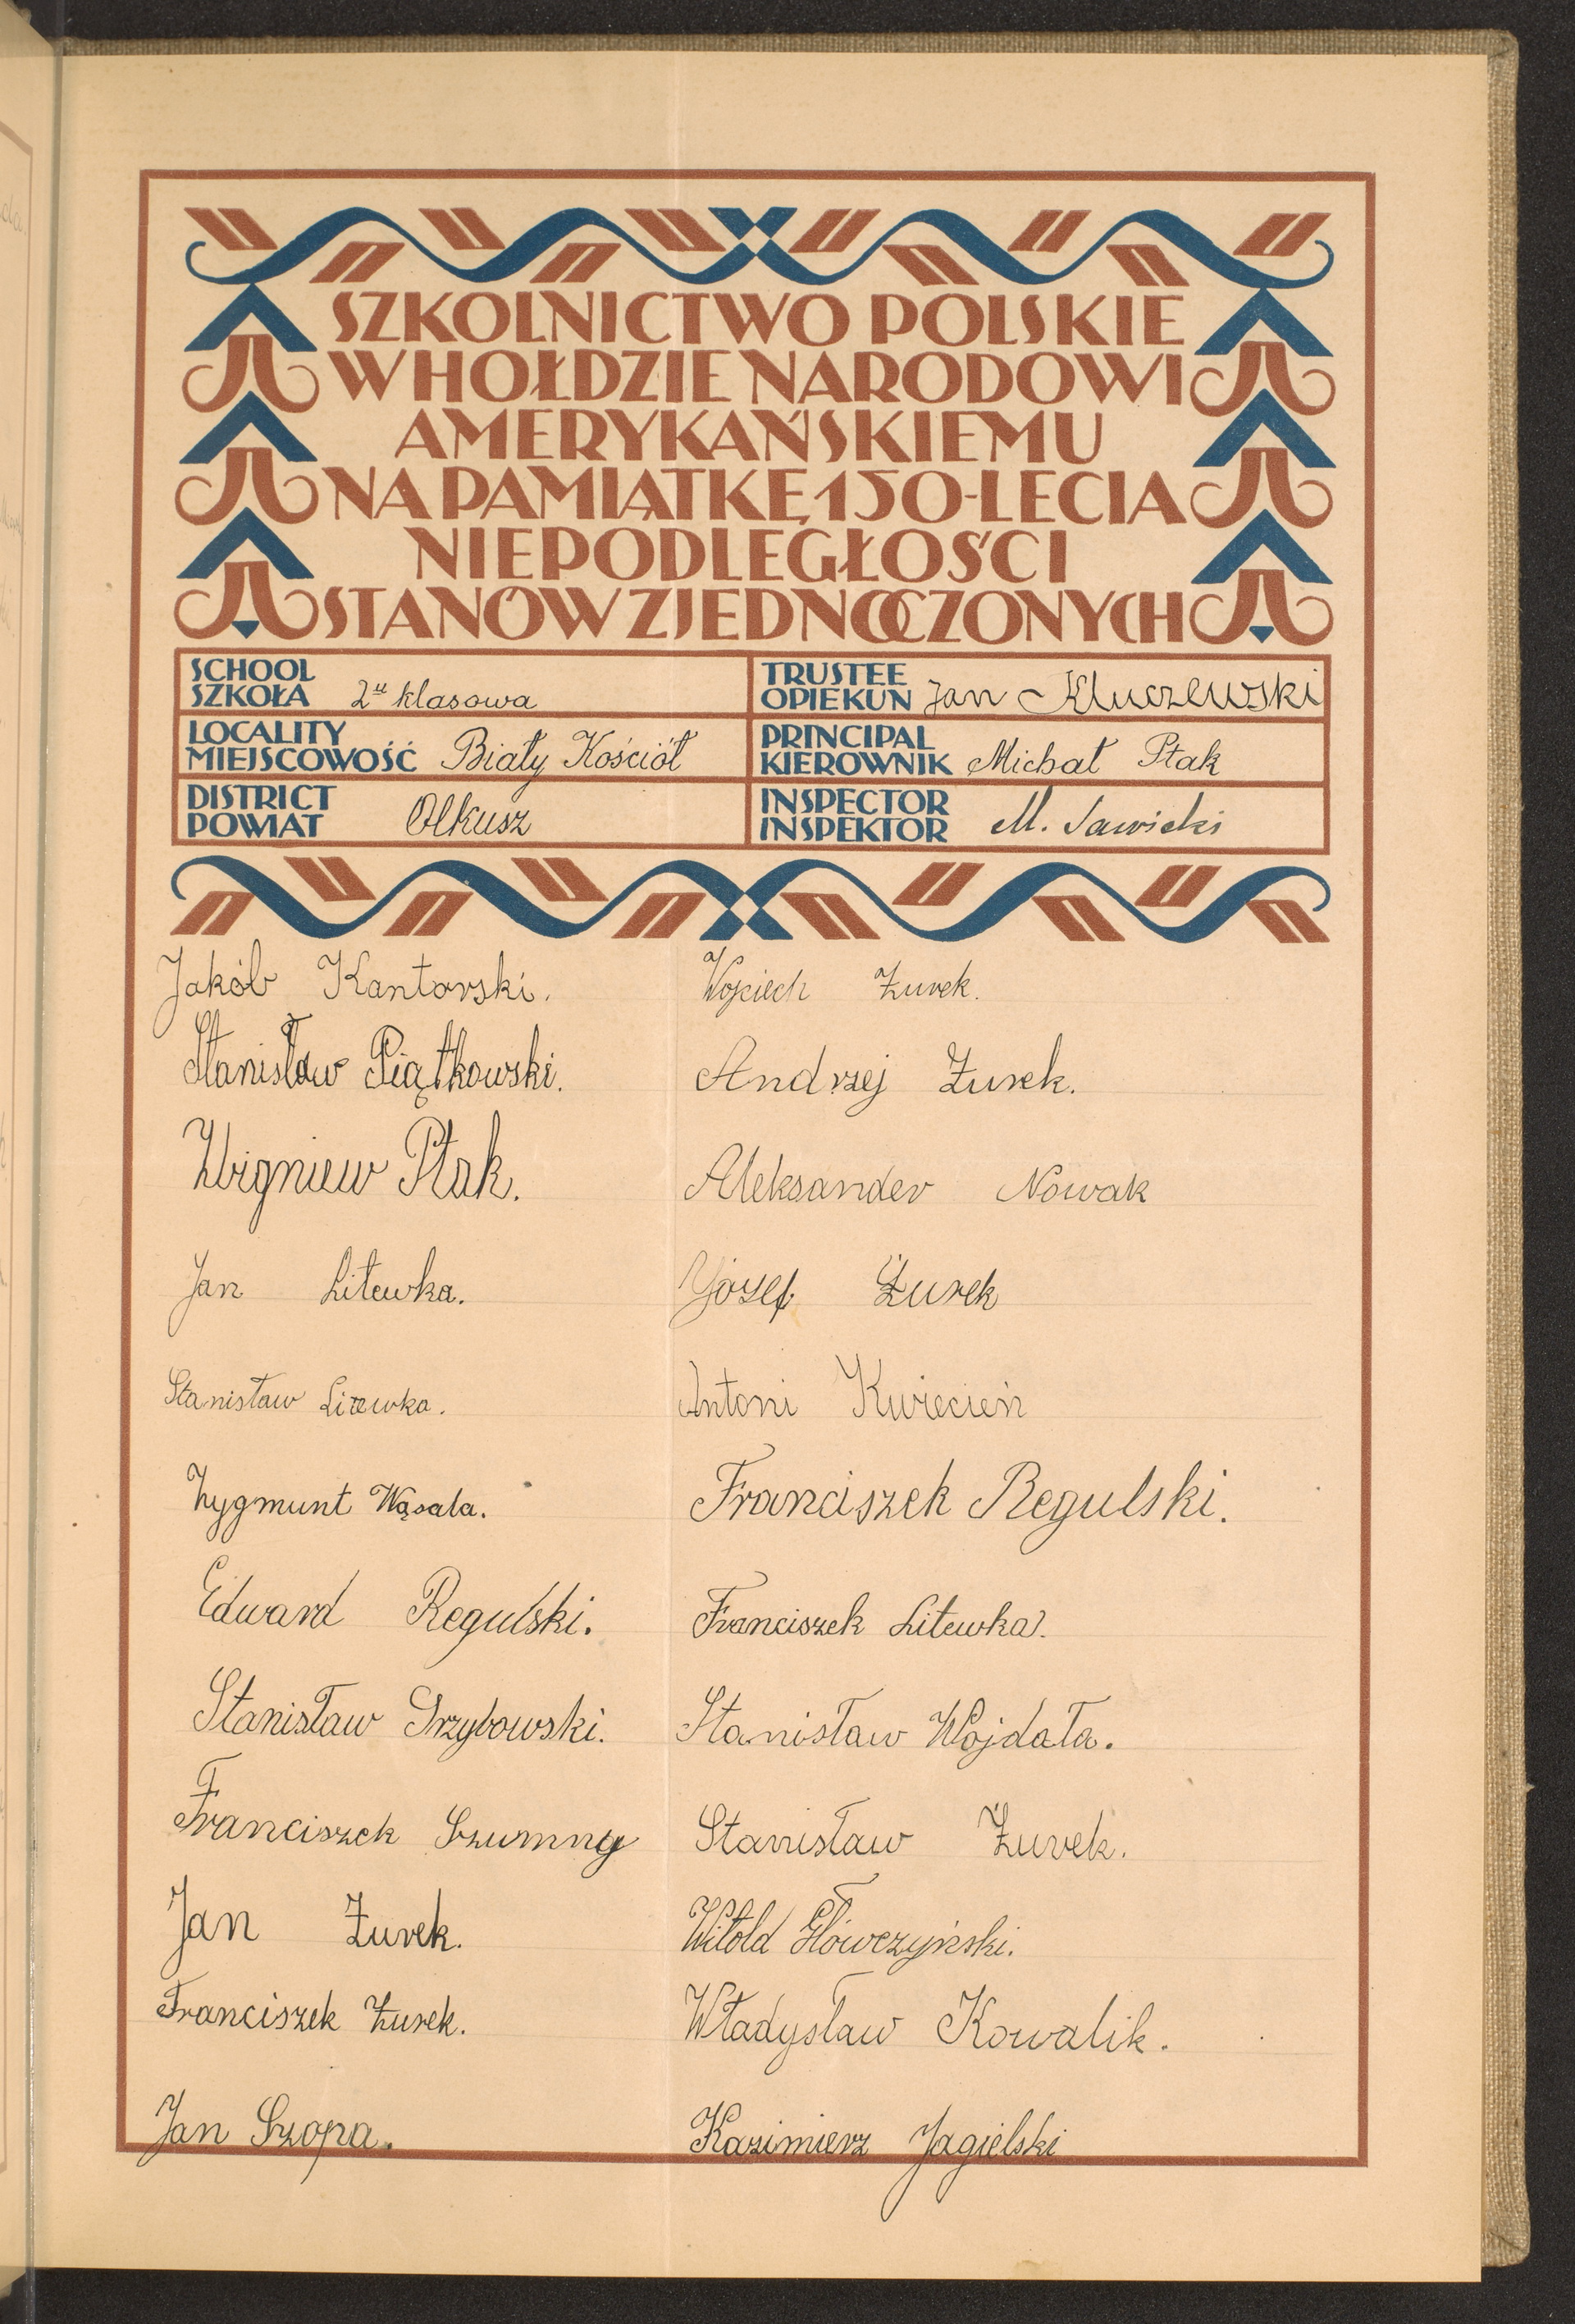 SZKOLNICTWO POLSKIE
W HOŁDZIE NARODOWI
AMERYKAŃSKIEMU
NA PAMIĄTKĘ 150-LECIA
NIEPODLEGŁOŚCI
STANÓW ZJEDNOCZONYCH
SCHOOL
SZKOŁA 2u klasowa
TRUSTEE
OPIEKUN Jan Kluczewski
LOCALITY
MIEJSCOWOŚĆ Biały Kościół
PRINCIPAL
KIEROWNIK Michał Ptak
DISTRICT
POWIAT Olkusz
INSPECTOR
INSPEKTOR M. Sawicki
Jakób Kantorski.
Stanisław Piątkowski.
Zbigniew Ptak.
Jan Litewka.
Stanisław Litewka.
Zygmunt Wąsala.
Edward Regulski.
Stanisław Grzybowski.
Franciszek Szumny
Jan Żurek.
Franciszek Żurek.
Jan Szopa.
Wojciech Żurek.
Andrzej Żurek.
Aleksander Nowak
Józef Żurek
Antoni Kwiecień
Franciszek Regulski.
Franciszek Litewka.
Stanisław Wojdała.
Stanisław Żurek.
Witold Główczyński.
Władysław Kowalik.
Kazimierz Jagielski